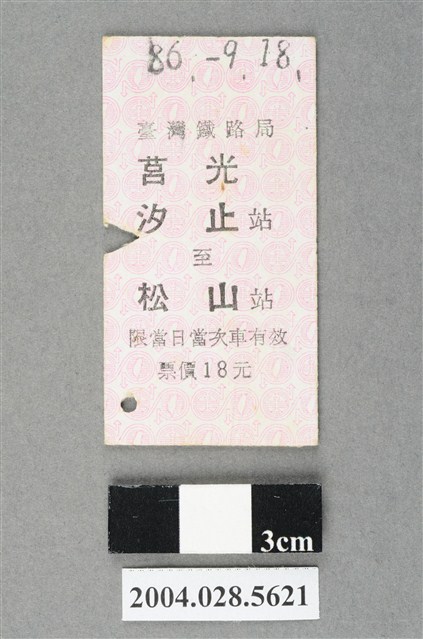 86.-9.18.
臺灣鐵路局
莒光
汐止站
至
松山站
限當日當次車有效
票價18元
3cm
2004.028.5621